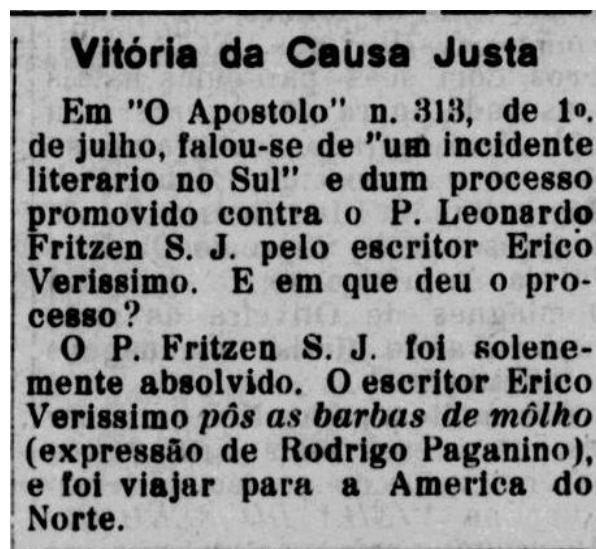 Vitória da Causa Justa
Em "O Apostolo" n. 313, de 1º.
de julho, falou-se de "um incidente
literario no Sul" e dum processo
promovido contra o P. Leonardo
Fritzen S. J. pelo escritor Erico
Verissimo. E em que deu o pro-
cesso?
O P. Fritzen S. J. foi solene-
mente absolvido. O escritor Erico
Verissimo pôs as barbas de môlho
(expressão de Rodrigo Paganino),
e foi viajar para a America do
Norte.